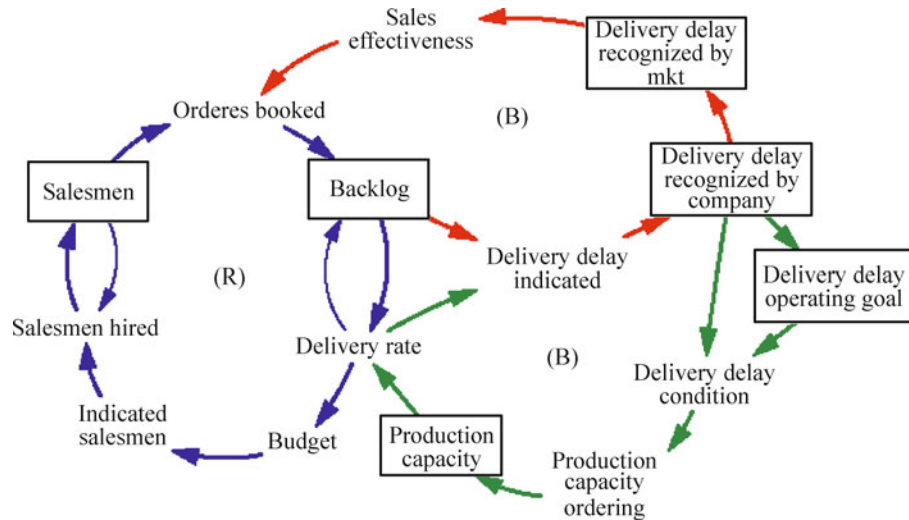 Sales
effectiveness
Delivery delay
recognized by
mkt
Orderes booked
(B)
Salesmen
Backlog
Delivery delay
recognized by
company
(R)
Delivery delay
indicated
Delivery delay
operating goal
Salesmen hired
Delivery rate
(B)
Delivery delay
condition
Indicated
salesmen
Budget
Production
capacity
Production
capacity
ordering